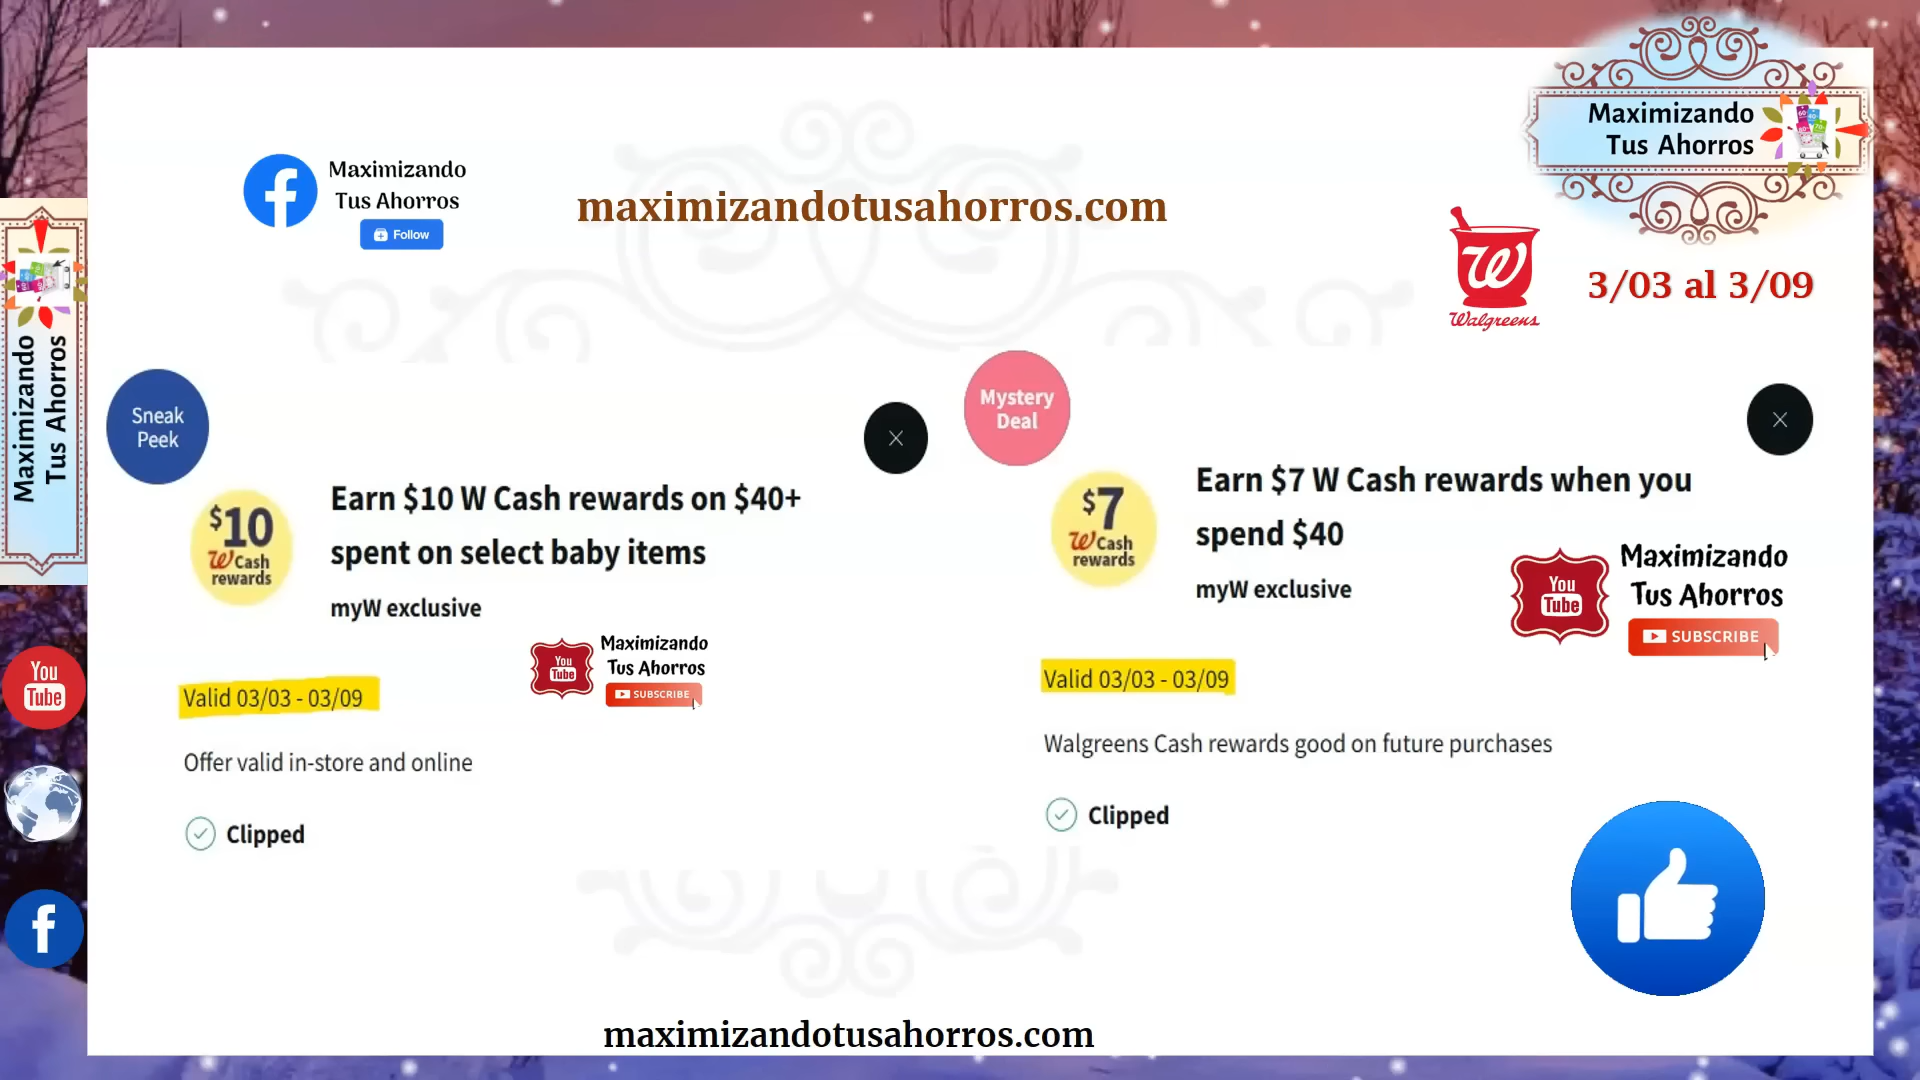 Maximizando
Tus Ahorros
Maximizando
Tus Ahorros
Follow
maximizandotusahorros.com
Walgreens
3/03 al 3/09
Maximizando
Tus Ahorros
Sneak
Peek
$10
W Cash
rewards
Earn $10 W Cash rewards on $40+
spent on select baby items
myW exclusive
You
Tube
Maximizando
Tus Ahorros
SUBSCRIBE
Valid 03/03 - 03/09
Offer valid in-store and online
Clipped
Mystery
Deal
$7
W Cash
rewards
Earn $7 W Cash rewards when you
spend $40
myW exclusive
You
Tube
Maximizando
Tus Ahorros
SUBSCRIBE
Valid 03/03 - 03/09
Walgreens Cash rewards good on future purchases
Clipped
You
Tube
maximizandotusahorros.com